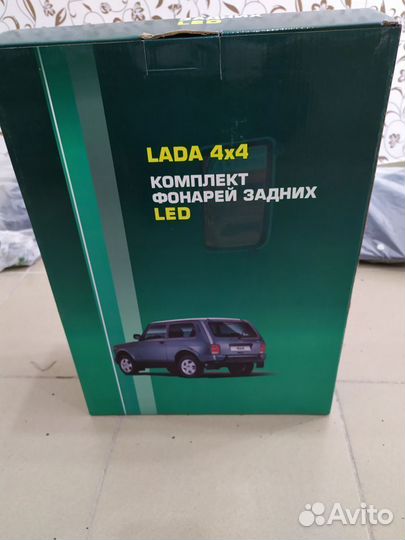 LED
LADA 4x4
КОМПЛЕКТ
ФОНАРЕЙ ЗАДНИХ
LED
Avito